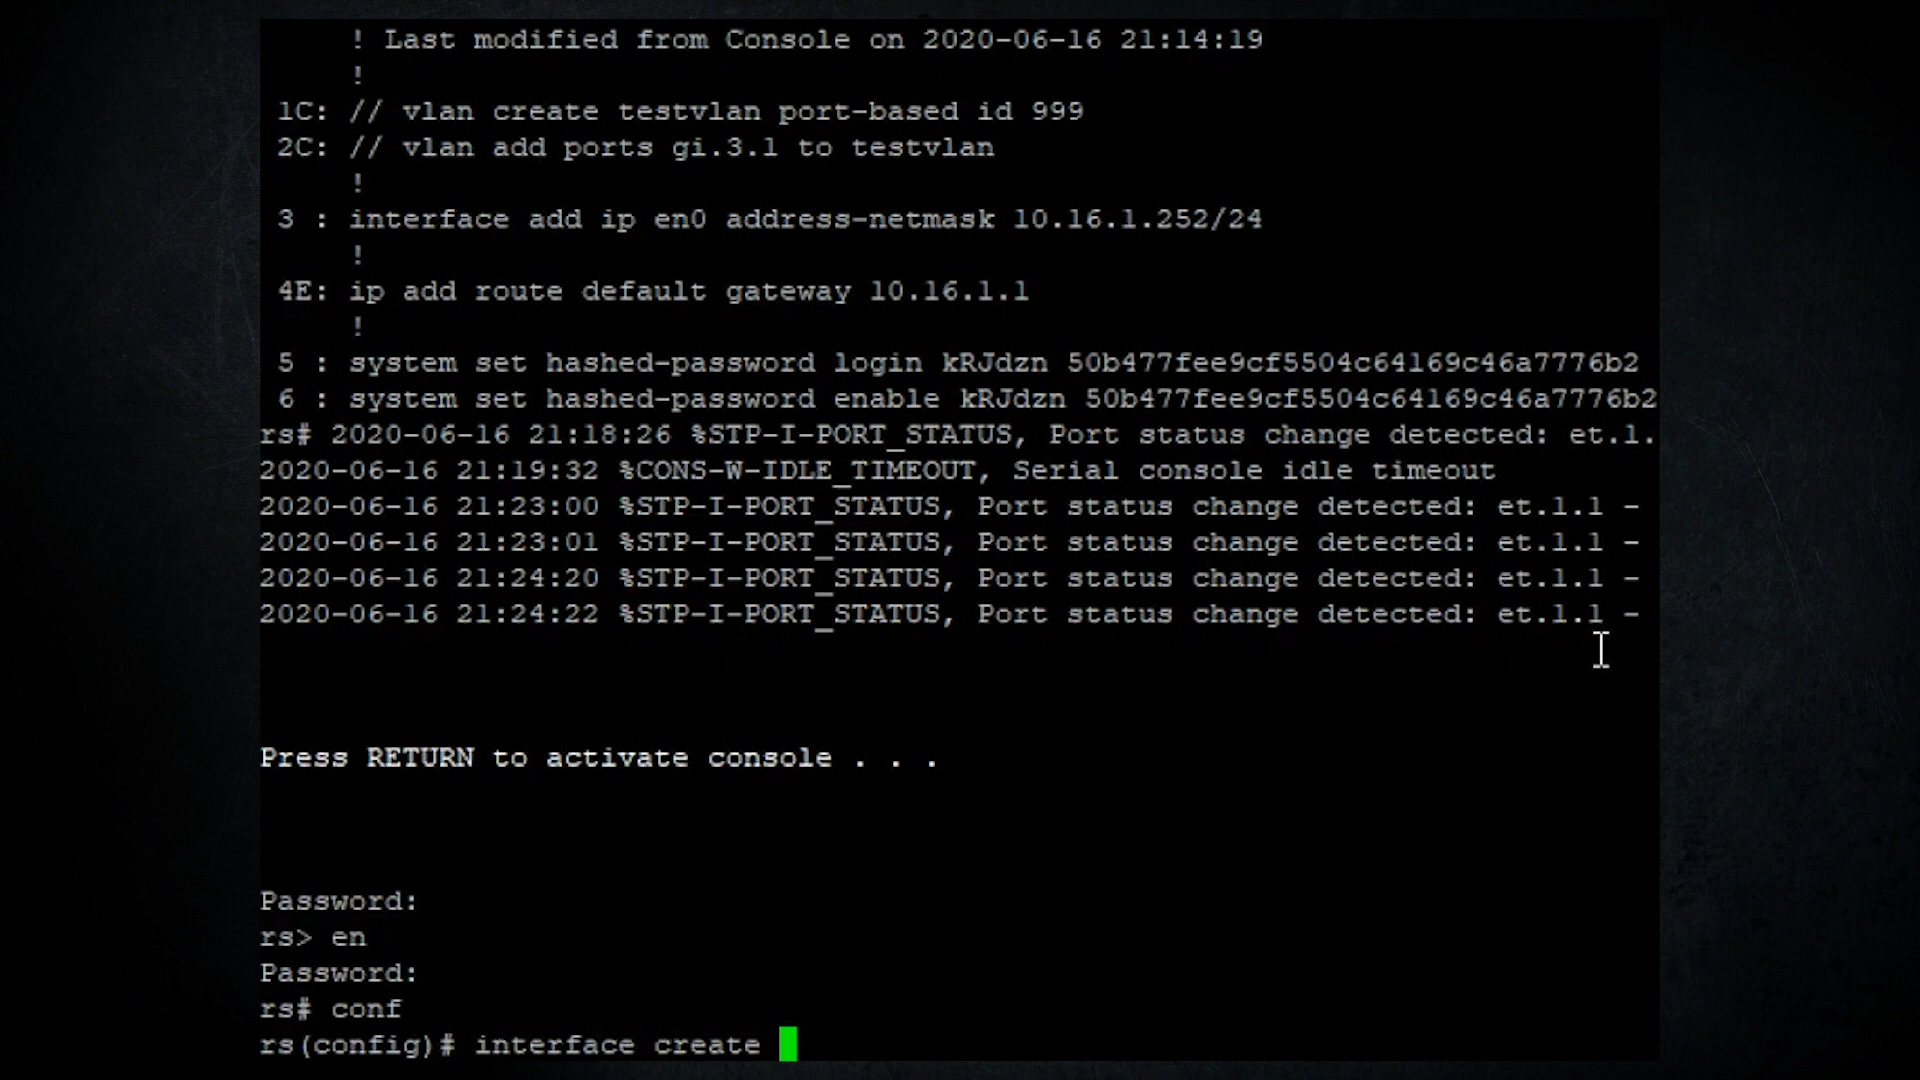 ! Last modified from Console on 2020-06-16 21:14:19
!
1C: // vlan create testvlan port-based id 999
2C: // vlan add ports gi.3.1 to testvlan
!
3 : interface add ip en0 address-netmask 10.16.1.252/24
!
4E: ip add route default gateway 10.16.1.1
!
5 : system set hashed-password login kRJdzn 50b477fee9cf5504c64169c46a7776b2
6 : system set hashed-password enable kRJdzn 50b477fee9cf5504c64169c46a7776b2
rs# 2020-06-16 21:18:26 %STP-I-PORT_STATUS, Port status change detected: et.1.
2020-06-16 21:19:32 %CONS-W-IDLE_TIMEOUT, Serial console idle timeout
2020-06-16 21:23:00 %STP-I-PORT_STATUS, Port status change detected: et.1.1 -
2020-06-16 21:23:01 %STP-I-PORT_STATUS, Port status change detected: et.1.1 -
2020-06-16 21:24:20 %STP-I-PORT_STATUS, Port status change detected: et.1.1 -
2020-06-16 21:24:22 %STP-I-PORT_STATUS, Port status change detected: et.1.1 -
Press RETURN to activate console . . .
Password:
rs> en
Password:
rs# conf
rs(config)# interface create